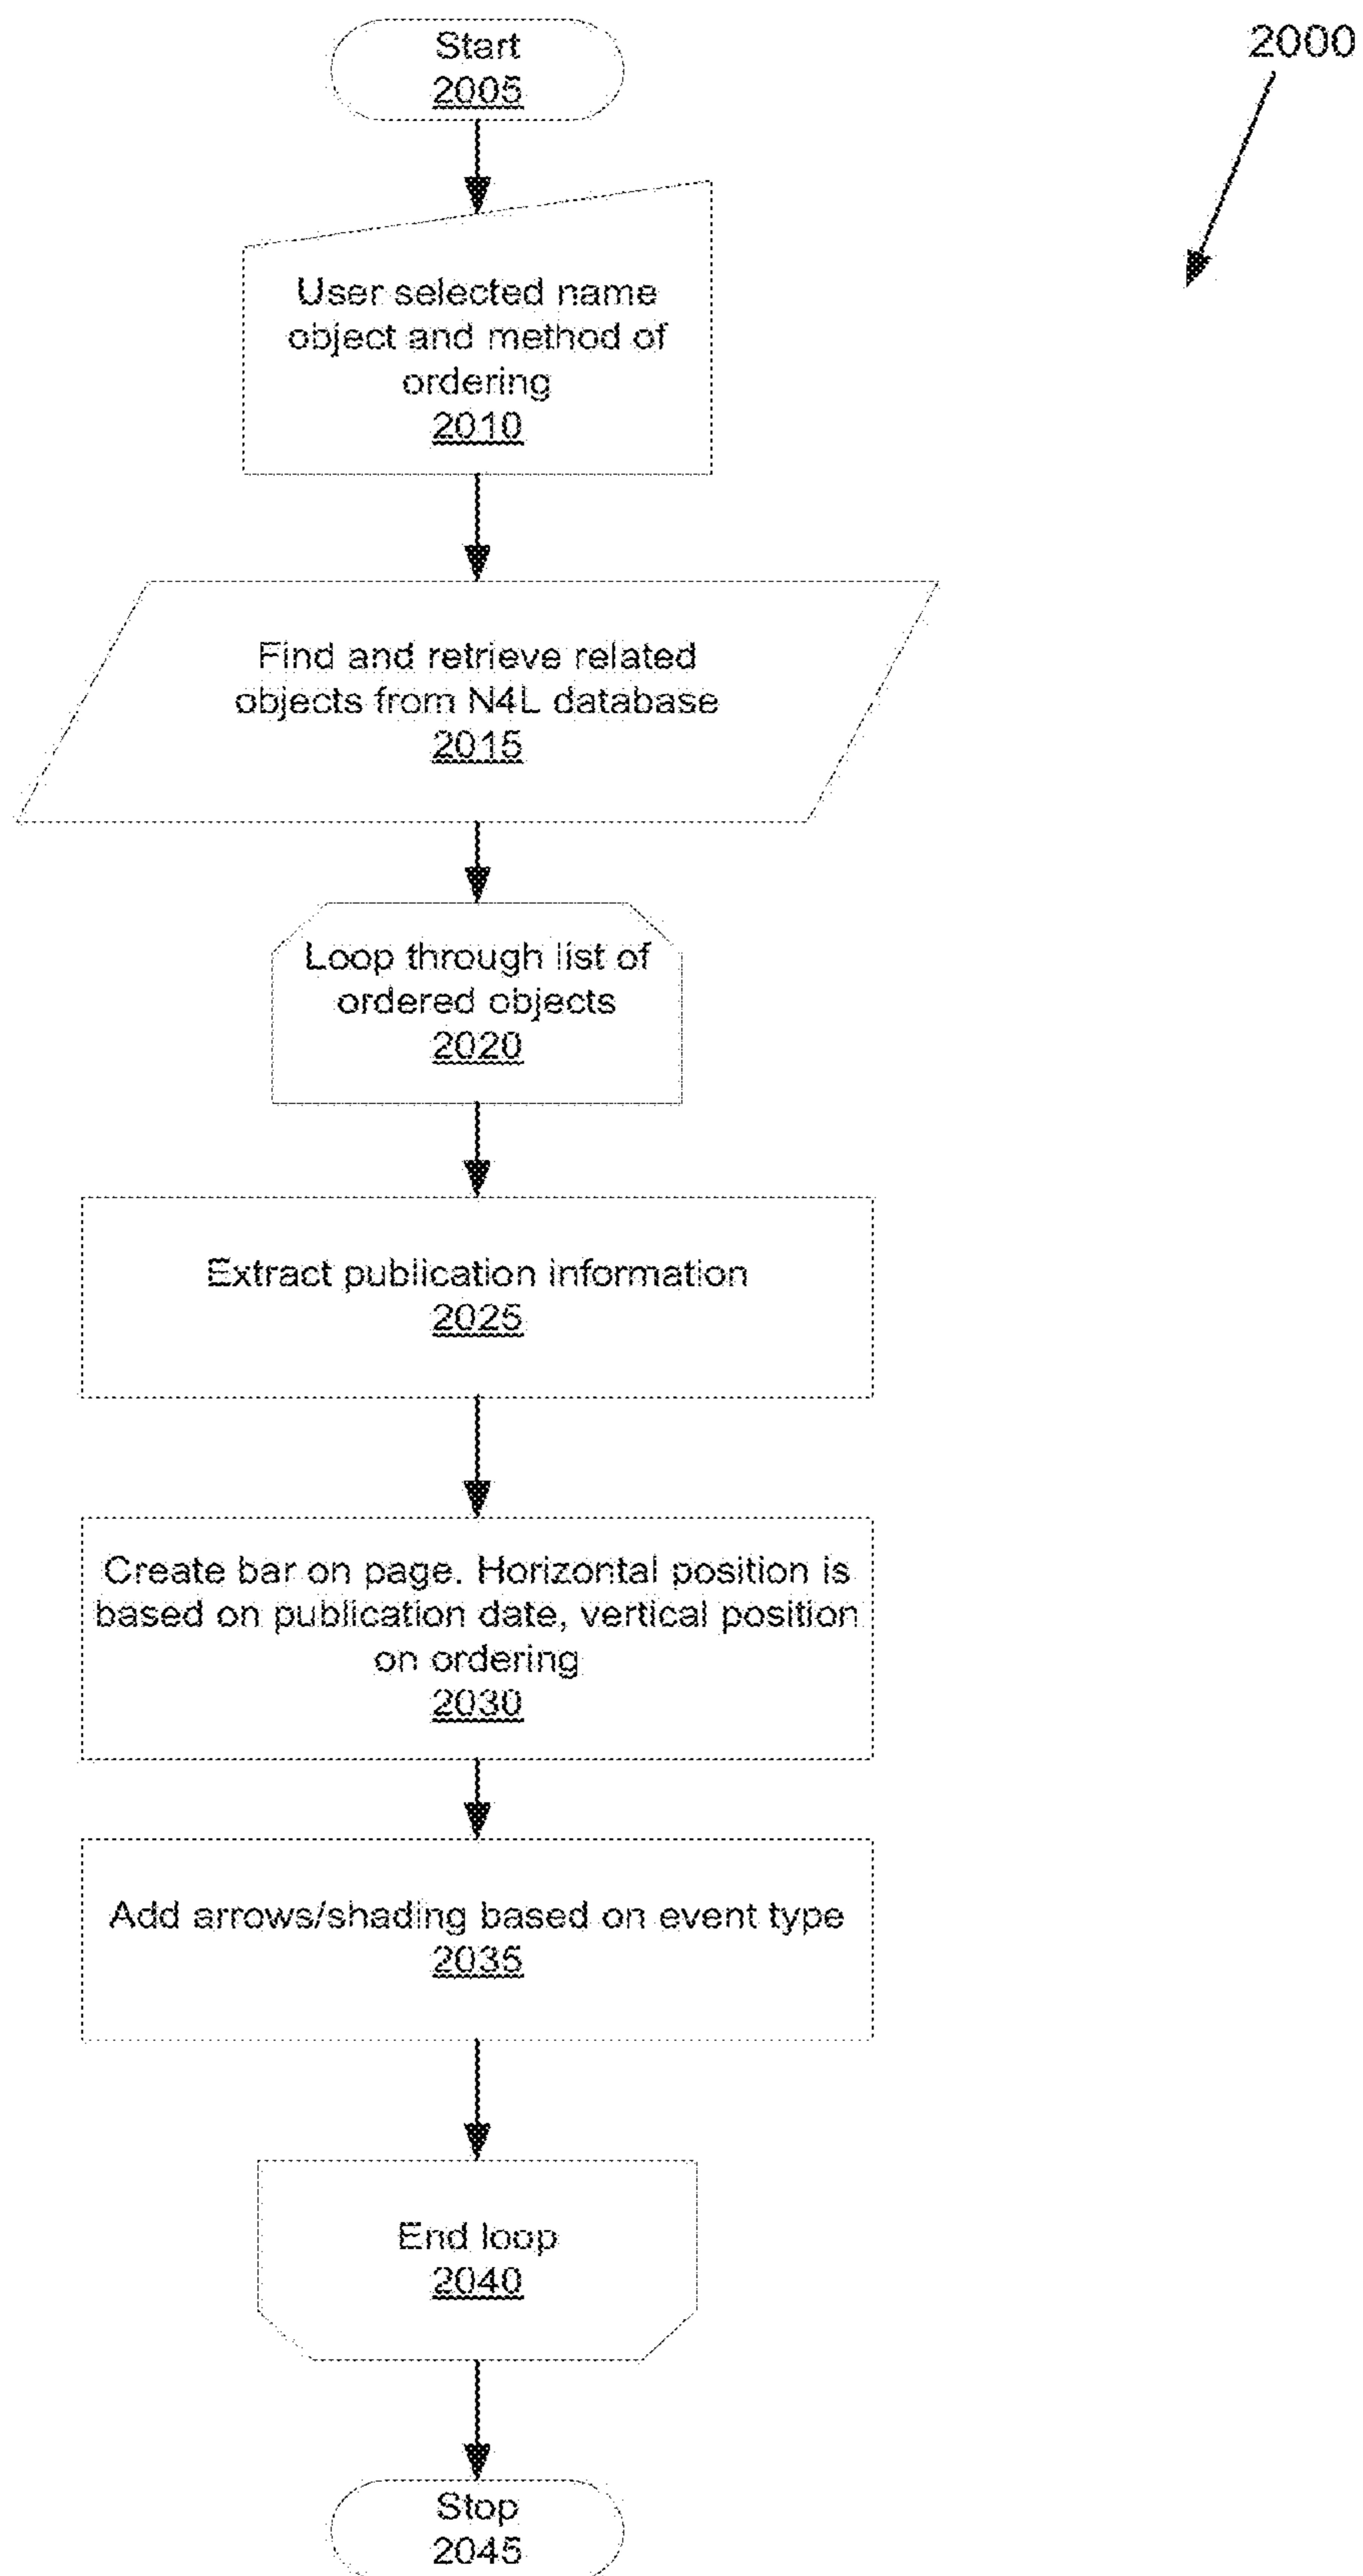 2000
Start
2005
User selected name
object and method of
ordering
2010
Find and retrieve related
objects from N4L database
2015
Loop through list of
ordered objects
2020
Extract publication information
2025
Create bar on page. Horizontal position is
based on publication date, vertical position
on ordering
2030
Add arrows/shading based on event type
2035
End loop
2040
Stop
2045